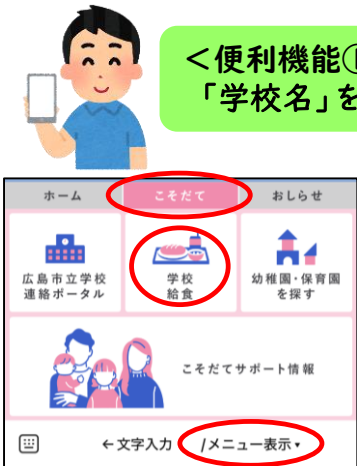 ＜便利機能①
「学校名」を
ホーム
こそだて
おしらせ
広島市立学校
連絡ポータル
学校
給食
幼稚園・保育園
を探す
こそだてサポート情報
←文字入力
/メニュー表示▾